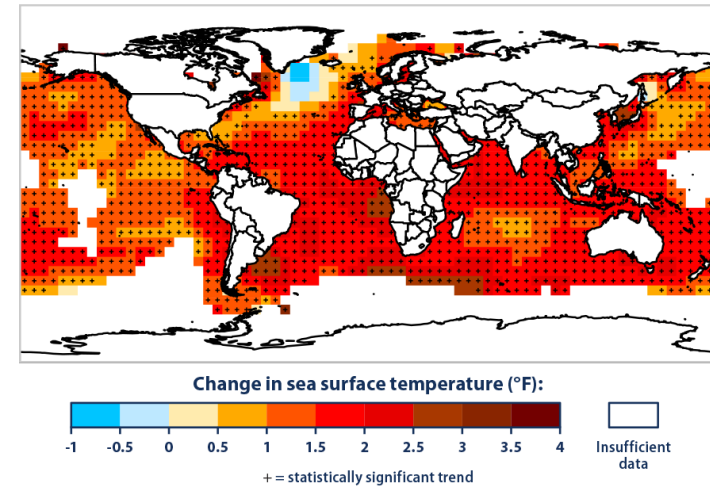 Change in sea surface temperature (°F):
-1 -0.5 0 0.5 1 1.5 2 2.5 3 3.5 4
Insufficient
data
+ = statistically significant trend